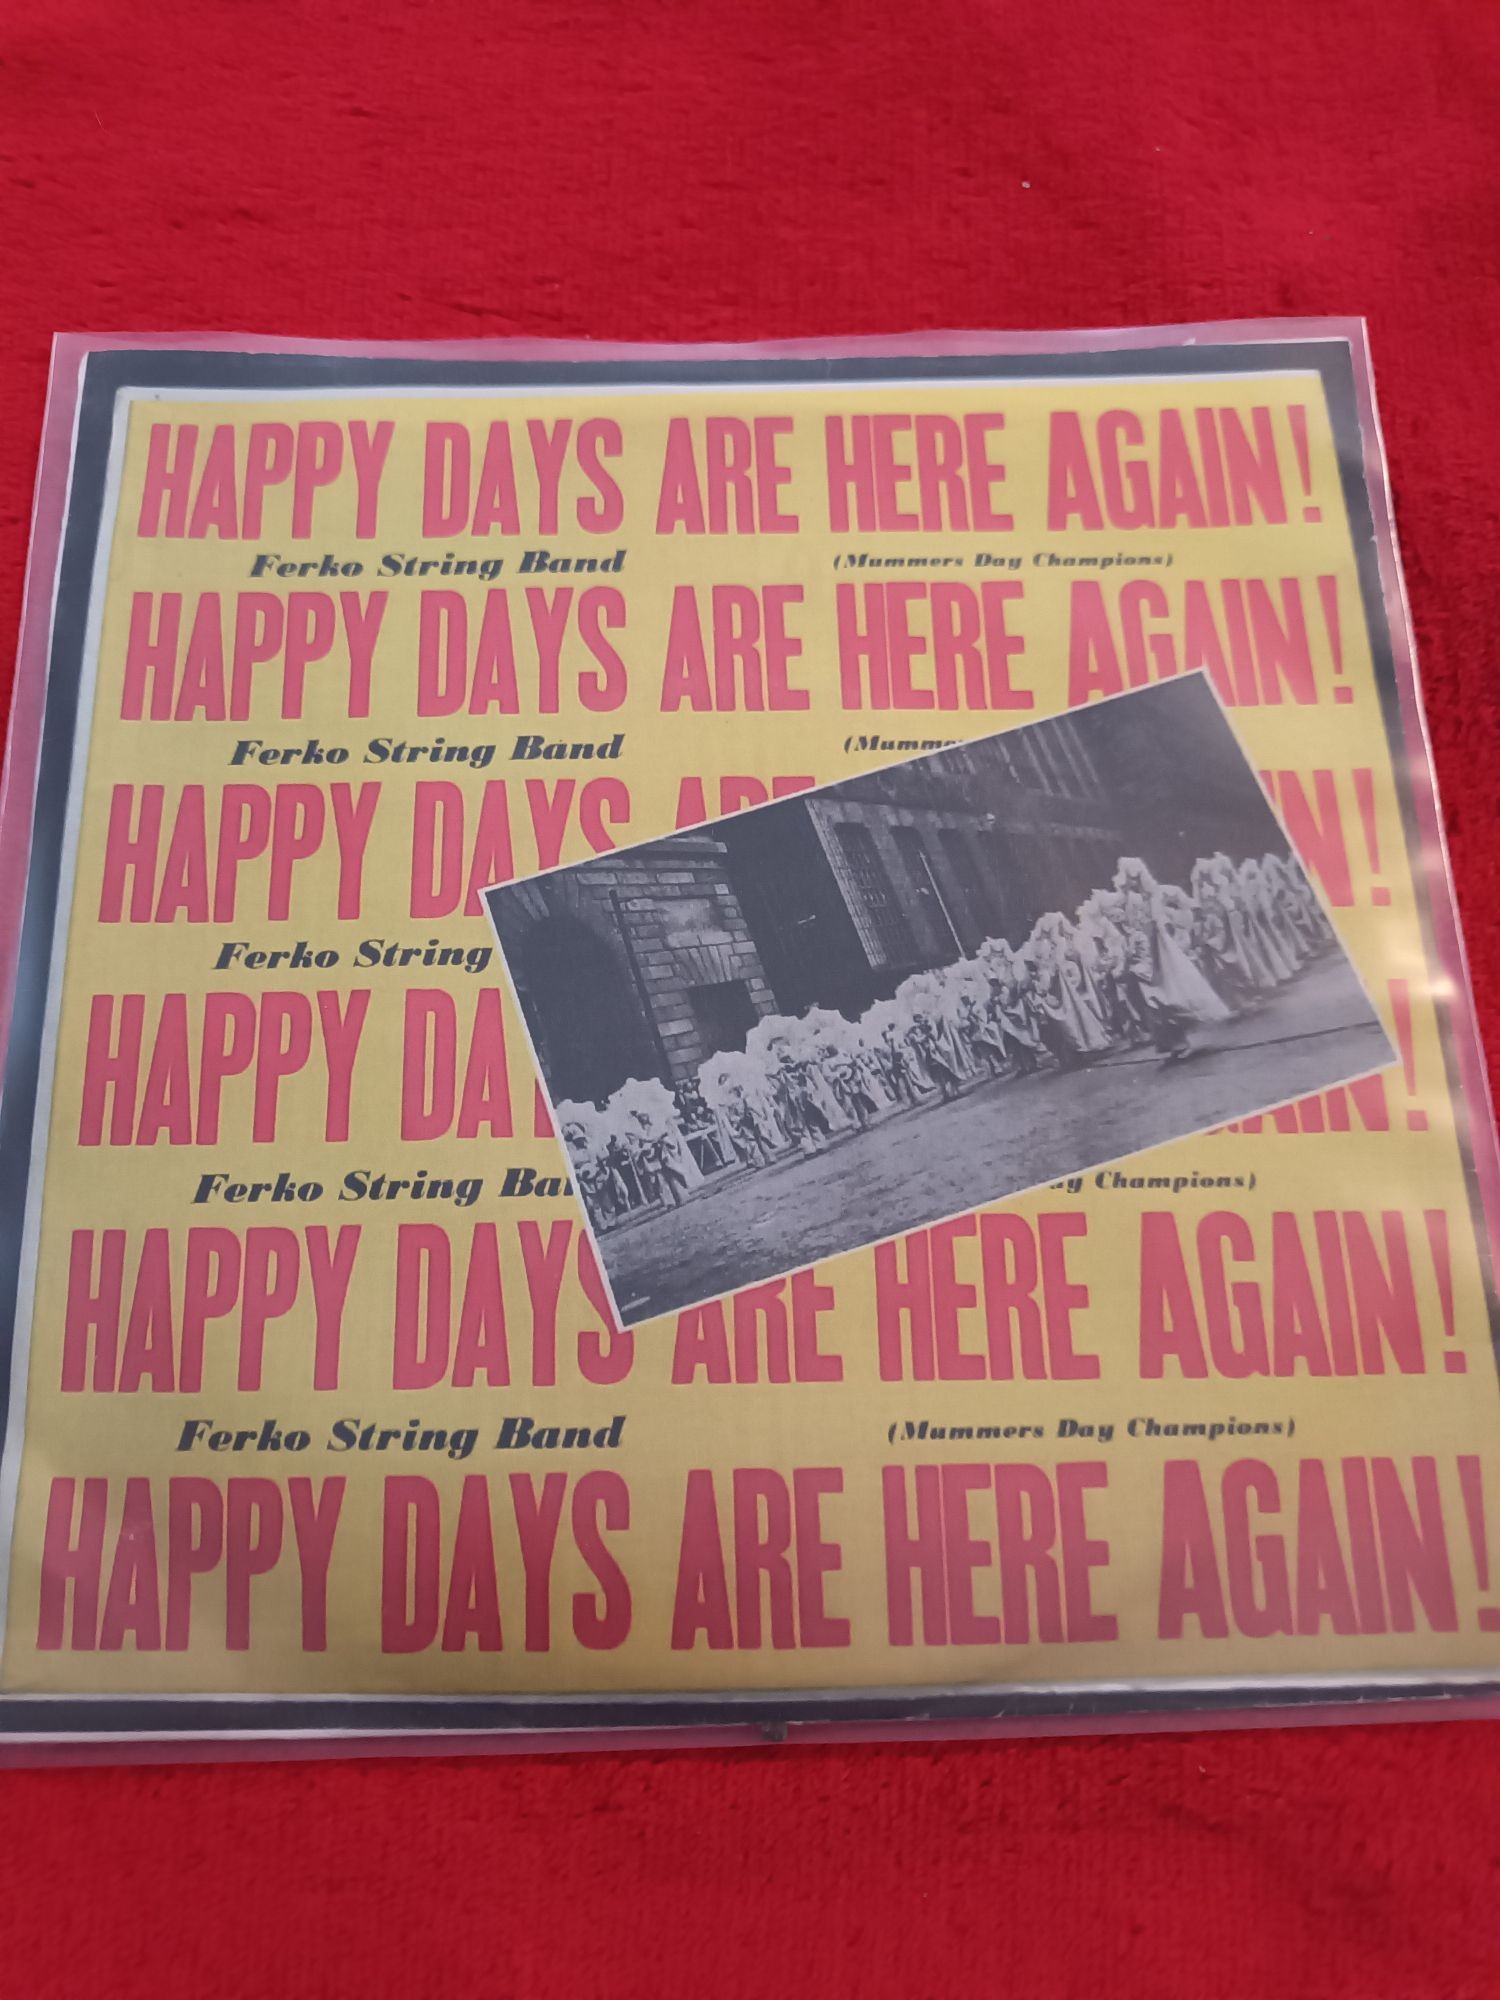 HAPPY DAYS ARE HERE AGAIN!
Ferko String Band (Mummers Day Champions)
HAPPY DAYS ARE HERE AGAIN!
Ferko String Band
HAPPY DAYS
Ferko String
HAPPY
Ferko String
Champions)
HAPPY DAYS ARE HERE AGAIN!
Ferko String Band (Mummers Day Champions)
HAPPY DAYS ARE HERE AGAIN!